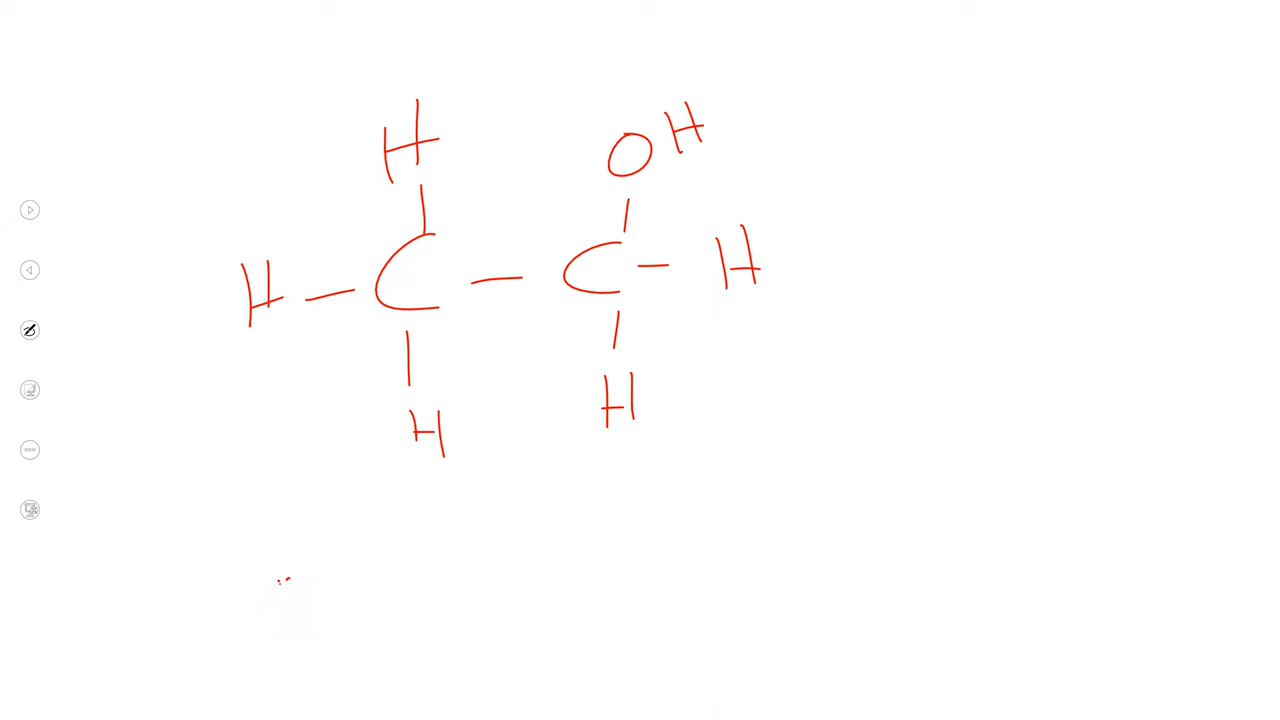 H OH
H — C — C — H
H H